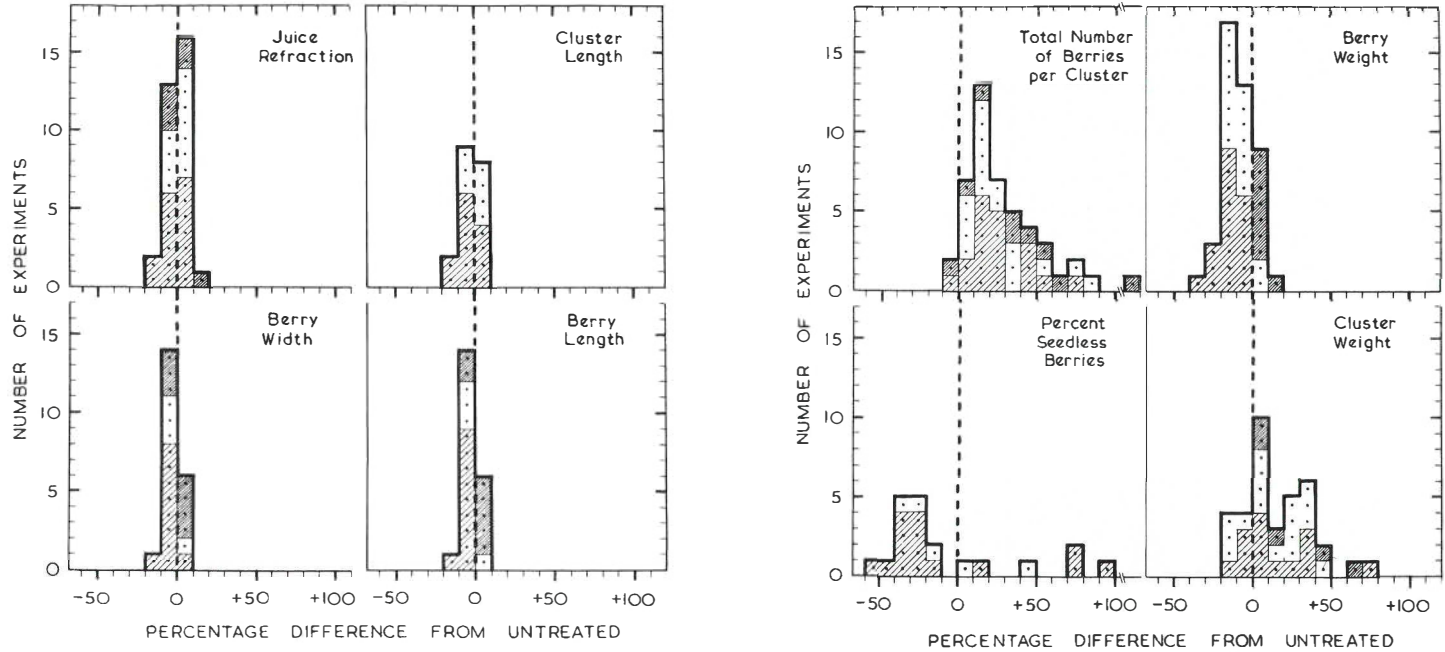 Juice
Refraction
Cluster
Length
15
10
5
0
Berry
Width
Berry
Length
15
10
5
0
-50
0
+50
+100
-50
0
+50
+100
NUMBER OF EXPERIMENTS
PERCENTAGE DIFFERENCE FROM UNTREATED
Total Number
of Berries
per Cluster
Berry
Weight
15
10
5
0
Percent
Seedless
Berries
Cluster
Weight
15
10
5
0
-50
0
+50
+100
-50
0
+50
+100
NUMBER OF EXPERIMENTS
PERCENTAGE DIFFERENCE FROM UNTREATED